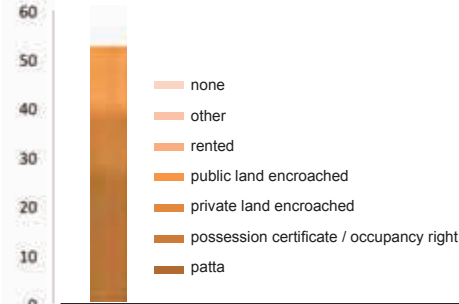 60
50
40
30
20
10
0
none
other
rented
public land encroached
private land encroached
possession certificate / occupancy right
patta